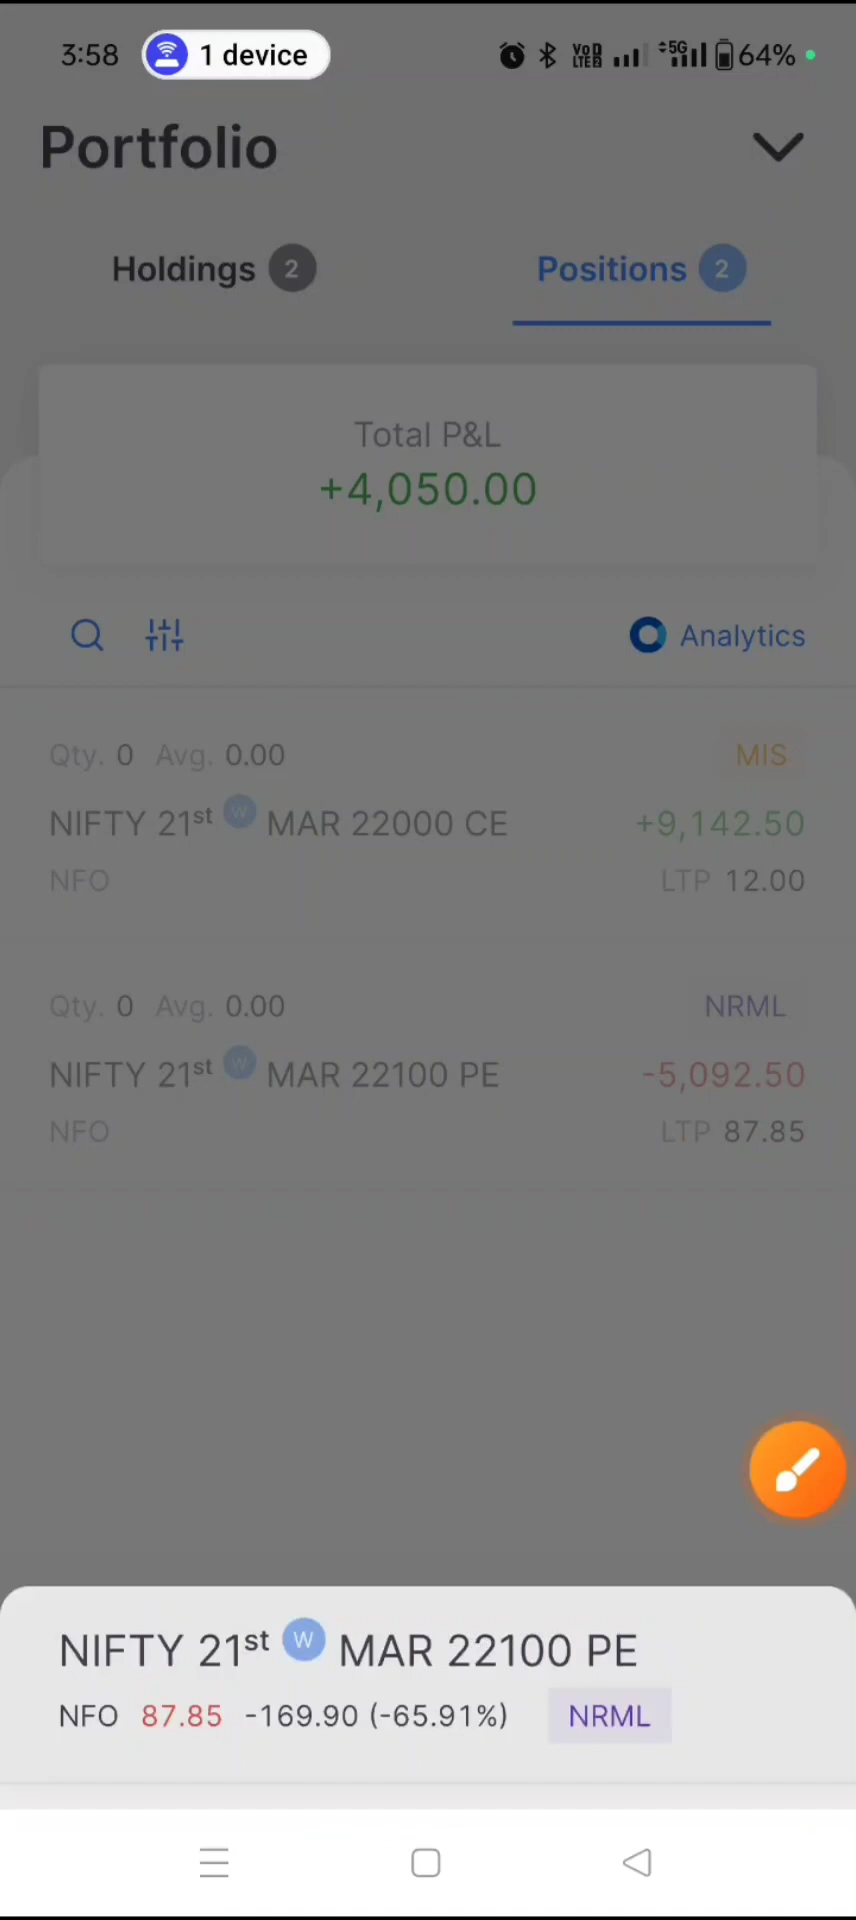 3:58 1 device VoD LTE2 5G 64%
Portfolio
Holdings 2 Positions 2
Total P&L
+4,050.00
Analytics
Qty. 0 Avg. 0.00 MIS
NIFTY 21st W MAR 22000 CE +9,142.50
NFO LTP 12.00
Qty. 0 Avg. 0.00 NRML
NIFTY 21st W MAR 22100 PE -5,092.50
NFO LTP 87.85
NIFTY 21st W MAR 22100 PE
NFO 87.85 -169.90 (-65.91%) NRML